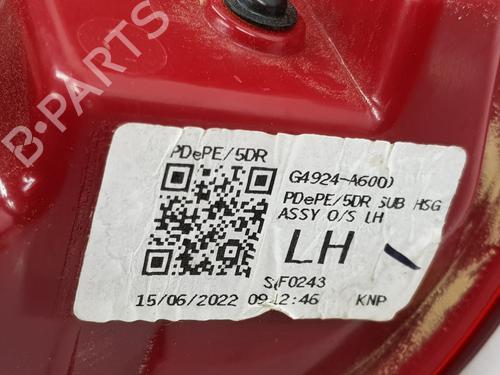 B-PARTS
PDePE/5DR
G4924-A600
PDePE/5DR SUB HSG
ASSY O/S LH
LH
15/06/2022 09:12:46
KNP